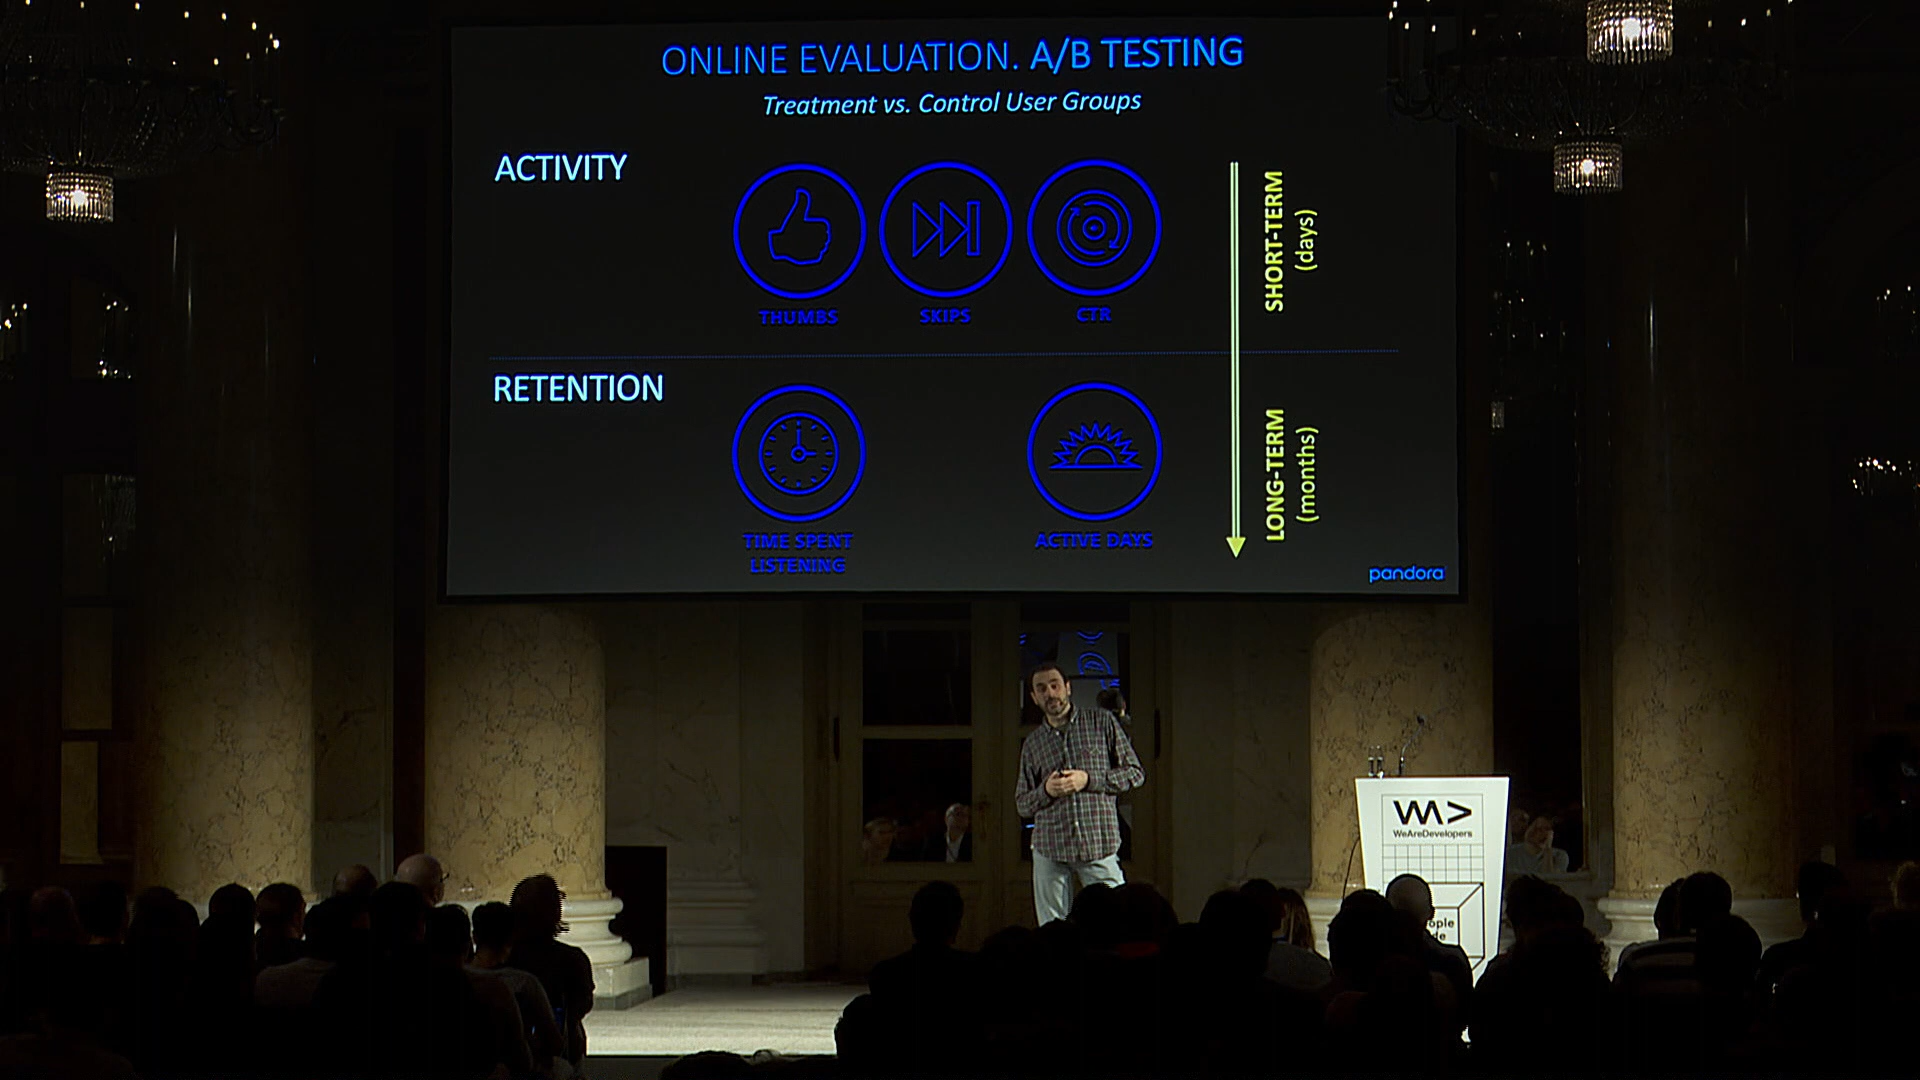 ONLINE EVALUATION. A/B TESTING
Treatment vs. Control User Groups
ACTIVITY
THUMBS
SKIPS
CTR
SHORT-TERM
(days)
RETENTION
TIME SPENT
LISTENING
ACTIVE DAYS
LONG-TERM
(months)
pandora
WeAreDevelopers